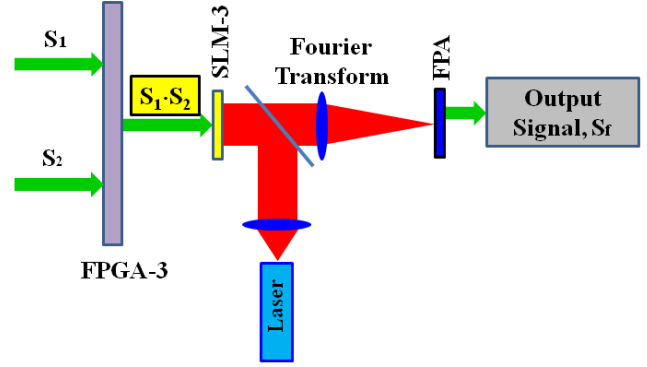 S1
S2
FPGA-3
S1·S2
SLM-3
Fourier
Transform
FPA
Output
Signal, Sf
Laser